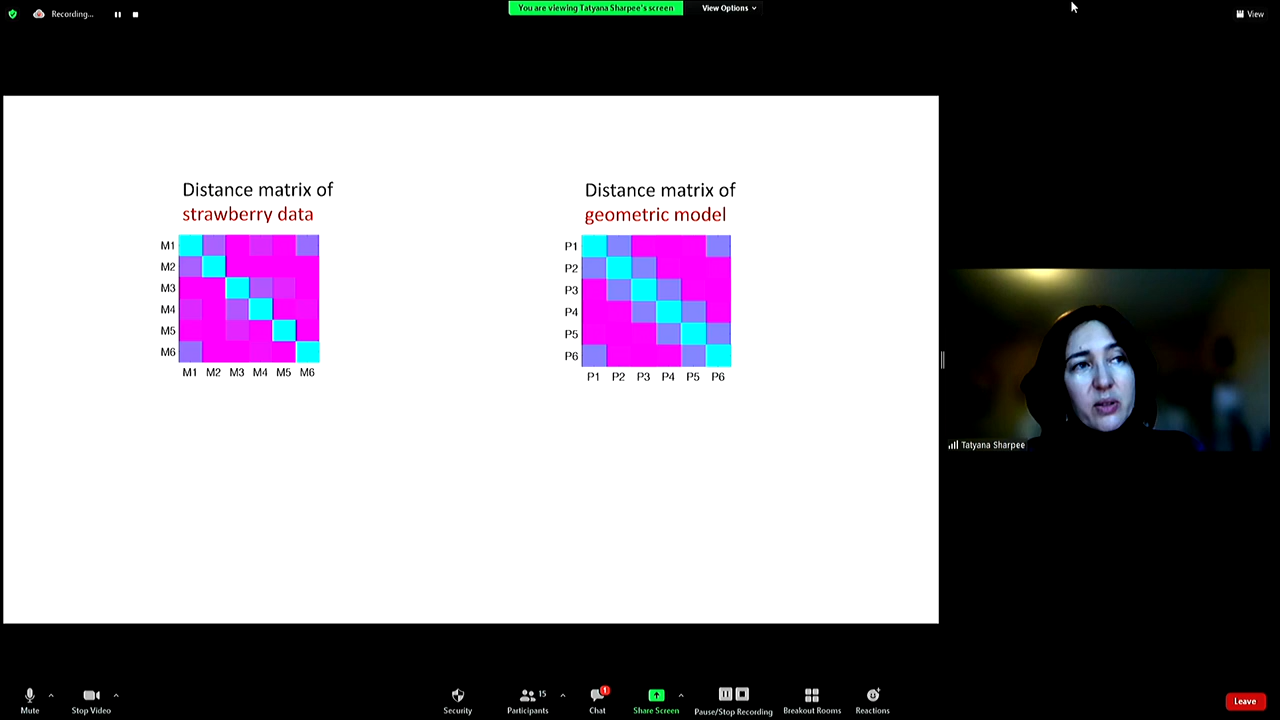 Recording...
You are viewing Tatyana Sharpee's screen
View Options
View
Distance matrix of
strawberry data
M1
M2
M3
M4
M5
M6
M1 M2 M3 M4 M5 M6
Distance matrix of
geometric model
P1
P2
P3
P4
P5
P6
P1 P2 P3 P4 P5 P6
Tatyana Sharpee
Mute
Stop Video
Security
15
Participants
1
Chat
Share Screen
Pause/Stop Recording
Breakout Rooms
Reactions
Leave